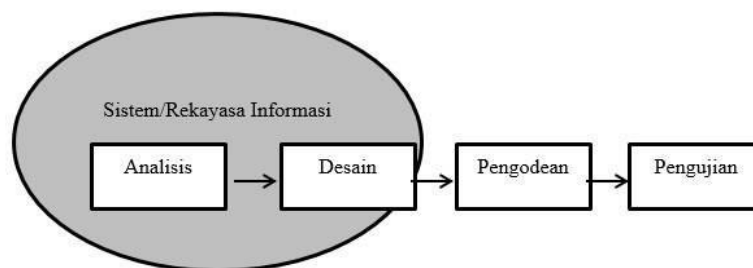 Sistem/Rekayasa Informasi
Analisis
Desain
Pengodean
Pengujian